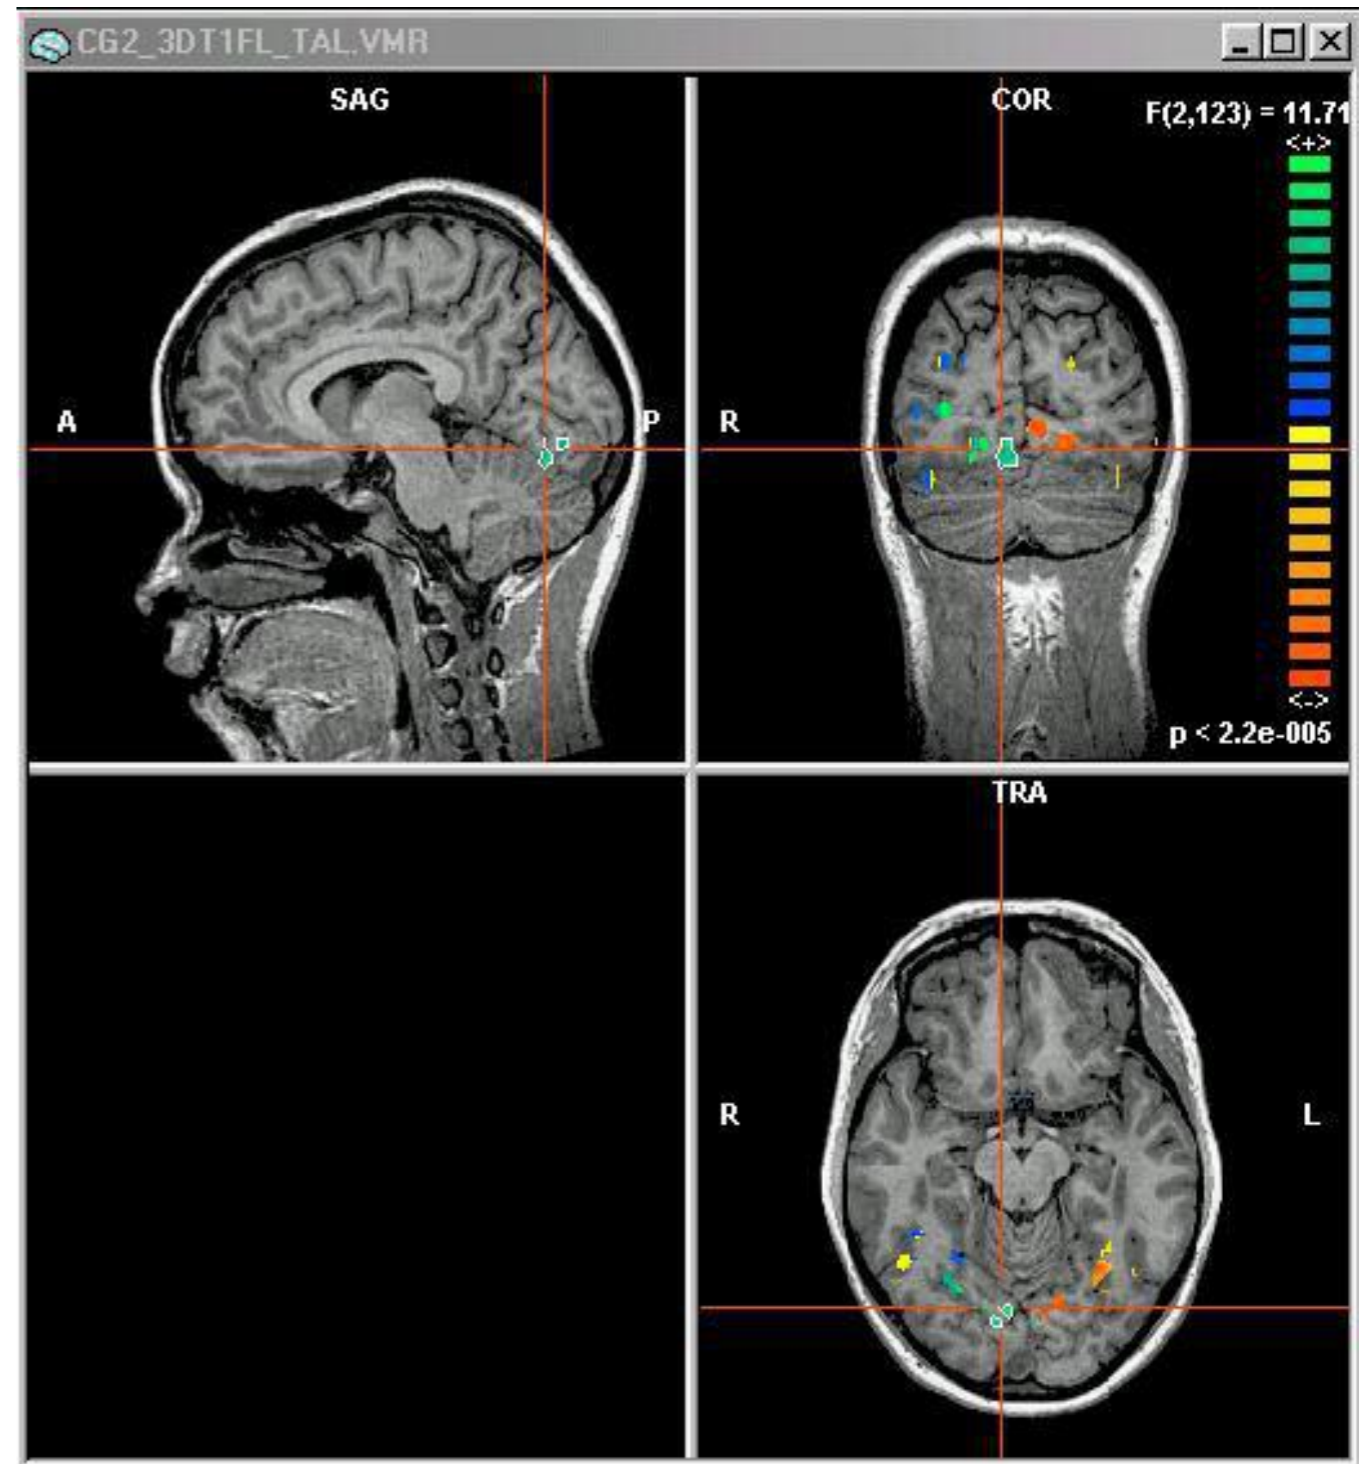 CG2_3DT1FL_TAL.VMR
SAG
A
P
COR
F(2,123) = 11.71
<+>
R
<->
p < 2.2e-005
TRA
R
L